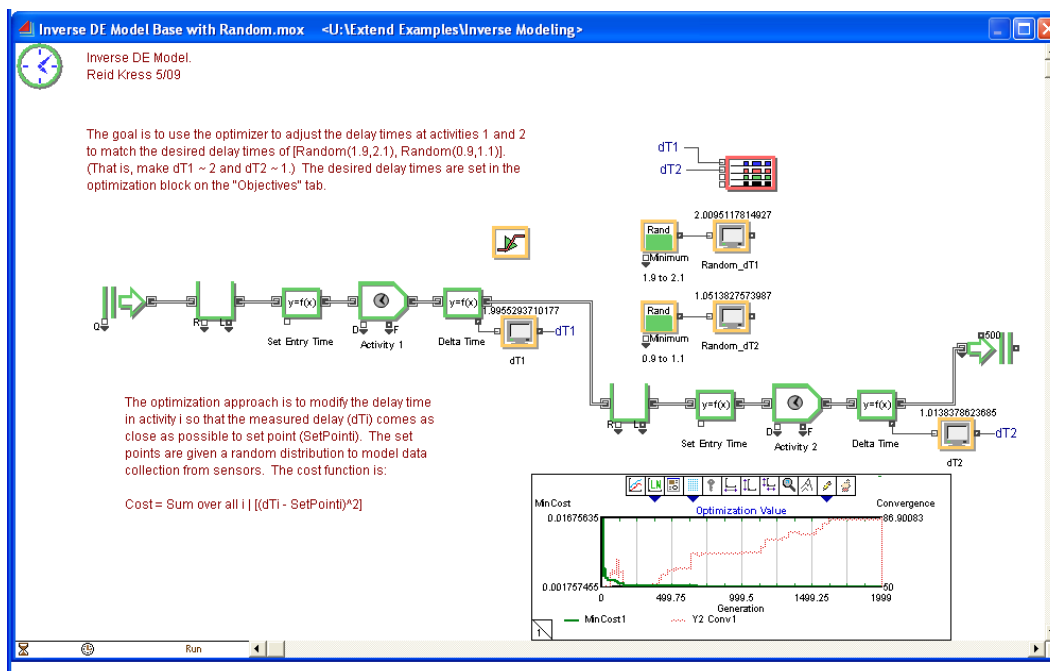 Inverse DE Model Base with Random.mox <U:\Extend Examples\Inverse Modeling>
Inverse DE Model.
Reid Kress 5/09
The goal is to use the optimizer to adjust the delay times at activities 1 and 2
to match the desired delay times of [Random(1.9,2.1), Random(0.9,1.1)].
(That is, make dT1 ~ 2 and dT2 ~ 1.) The desired delay times are set in the
optimization block on the "Objectives" tab.
dT1
dT2
2.0095117814927
Rand
Minimum
Random_dT1
1.9 to 2.1
1.0513827573987
Rand
Minimum
Random_dT2
0.9 to 1.1
Q
R L
y=f(x)
Set Entry Time
D F
Activity 1
y=f(x)
Delta Time
1.9955293710177
dT1
dT1
500
R L
y=f(x)
Set Entry Time
D F
Activity 2
y=f(x)
Delta Time
1.0138378623685
dT2
dT2
The optimization approach is to modify the delay time
in activity i so that the measured delay (dTi) comes as
close as possible to set point (SetPointi). The set
points are given a random distribution to model data
collection from sensors. The cost function is:
Cost = Sum over all i | [(dTi - SetPointi)^2]
LN
MinCost
Optimization Value
Convergence
0.01675635
86.90083
0.001757455
50
0 499.75 999.5 1499.25 1999
Generation
MinCost1 Y2 Conv1
1
Run